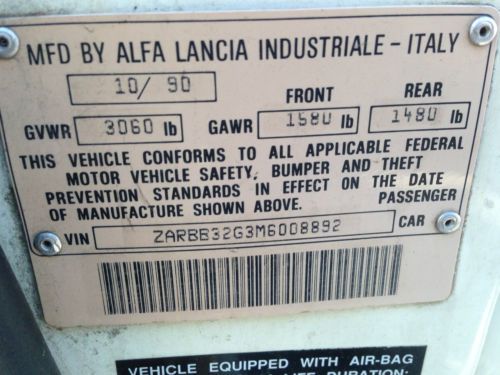 MFD BY ALFA LANCIA INDUSTRIALE - ITALY
10/ 90
FRONT REAR
GVWR 3060 lb GAWR 1580 lb 1480 lb
THIS VEHICLE CONFORMS TO ALL APPLICABLE FEDERAL
MOTOR VEHICLE SAFETY, BUMPER AND THEFT
PREVENTION STANDARDS IN EFFECT ON THE DATE
OF MANUFACTURE SHOWN ABOVE. PASSENGER
VIN ZARBB32G3M6008892 CAR
VEHICLE EQUIPPED WITH AIR-BAG
LIFE DURATION: